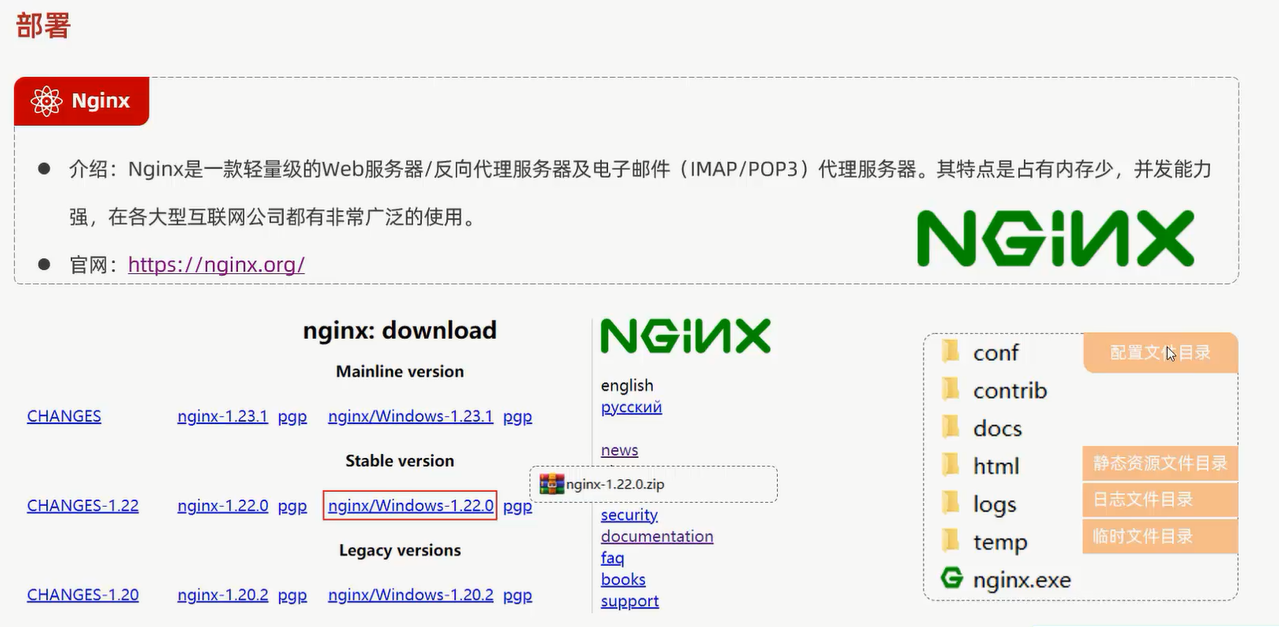 部署
Nginx
介绍：Nginx是一款轻量级的Web服务器/反向代理服务器及电子邮件（IMAP/POP3）代理服务器。其特点是占有内存少，并发能力
强，在各大型互联网公司都有非常广泛的使用。
官网：https://nginx.org/
NGINX
nginx: download
Mainline version
CHANGES nginx-1.23.1 pgp nginx/Windows-1.23.1 pgp
Stable version
CHANGES-1.22 nginx-1.22.0 pgp nginx/Windows-1.22.0 pgp
Legacy versions
CHANGES-1.20 nginx-1.20.2 pgp nginx/Windows-1.20.2 pgp
NGINX
english
русский
news
nginx-1.22.0.zip
security
documentation
faq
books
support
conf 配置文件目录
contrib
docs
html 静态资源文件目录
logs 日志文件目录
temp 临时文件目录
nginx.exe